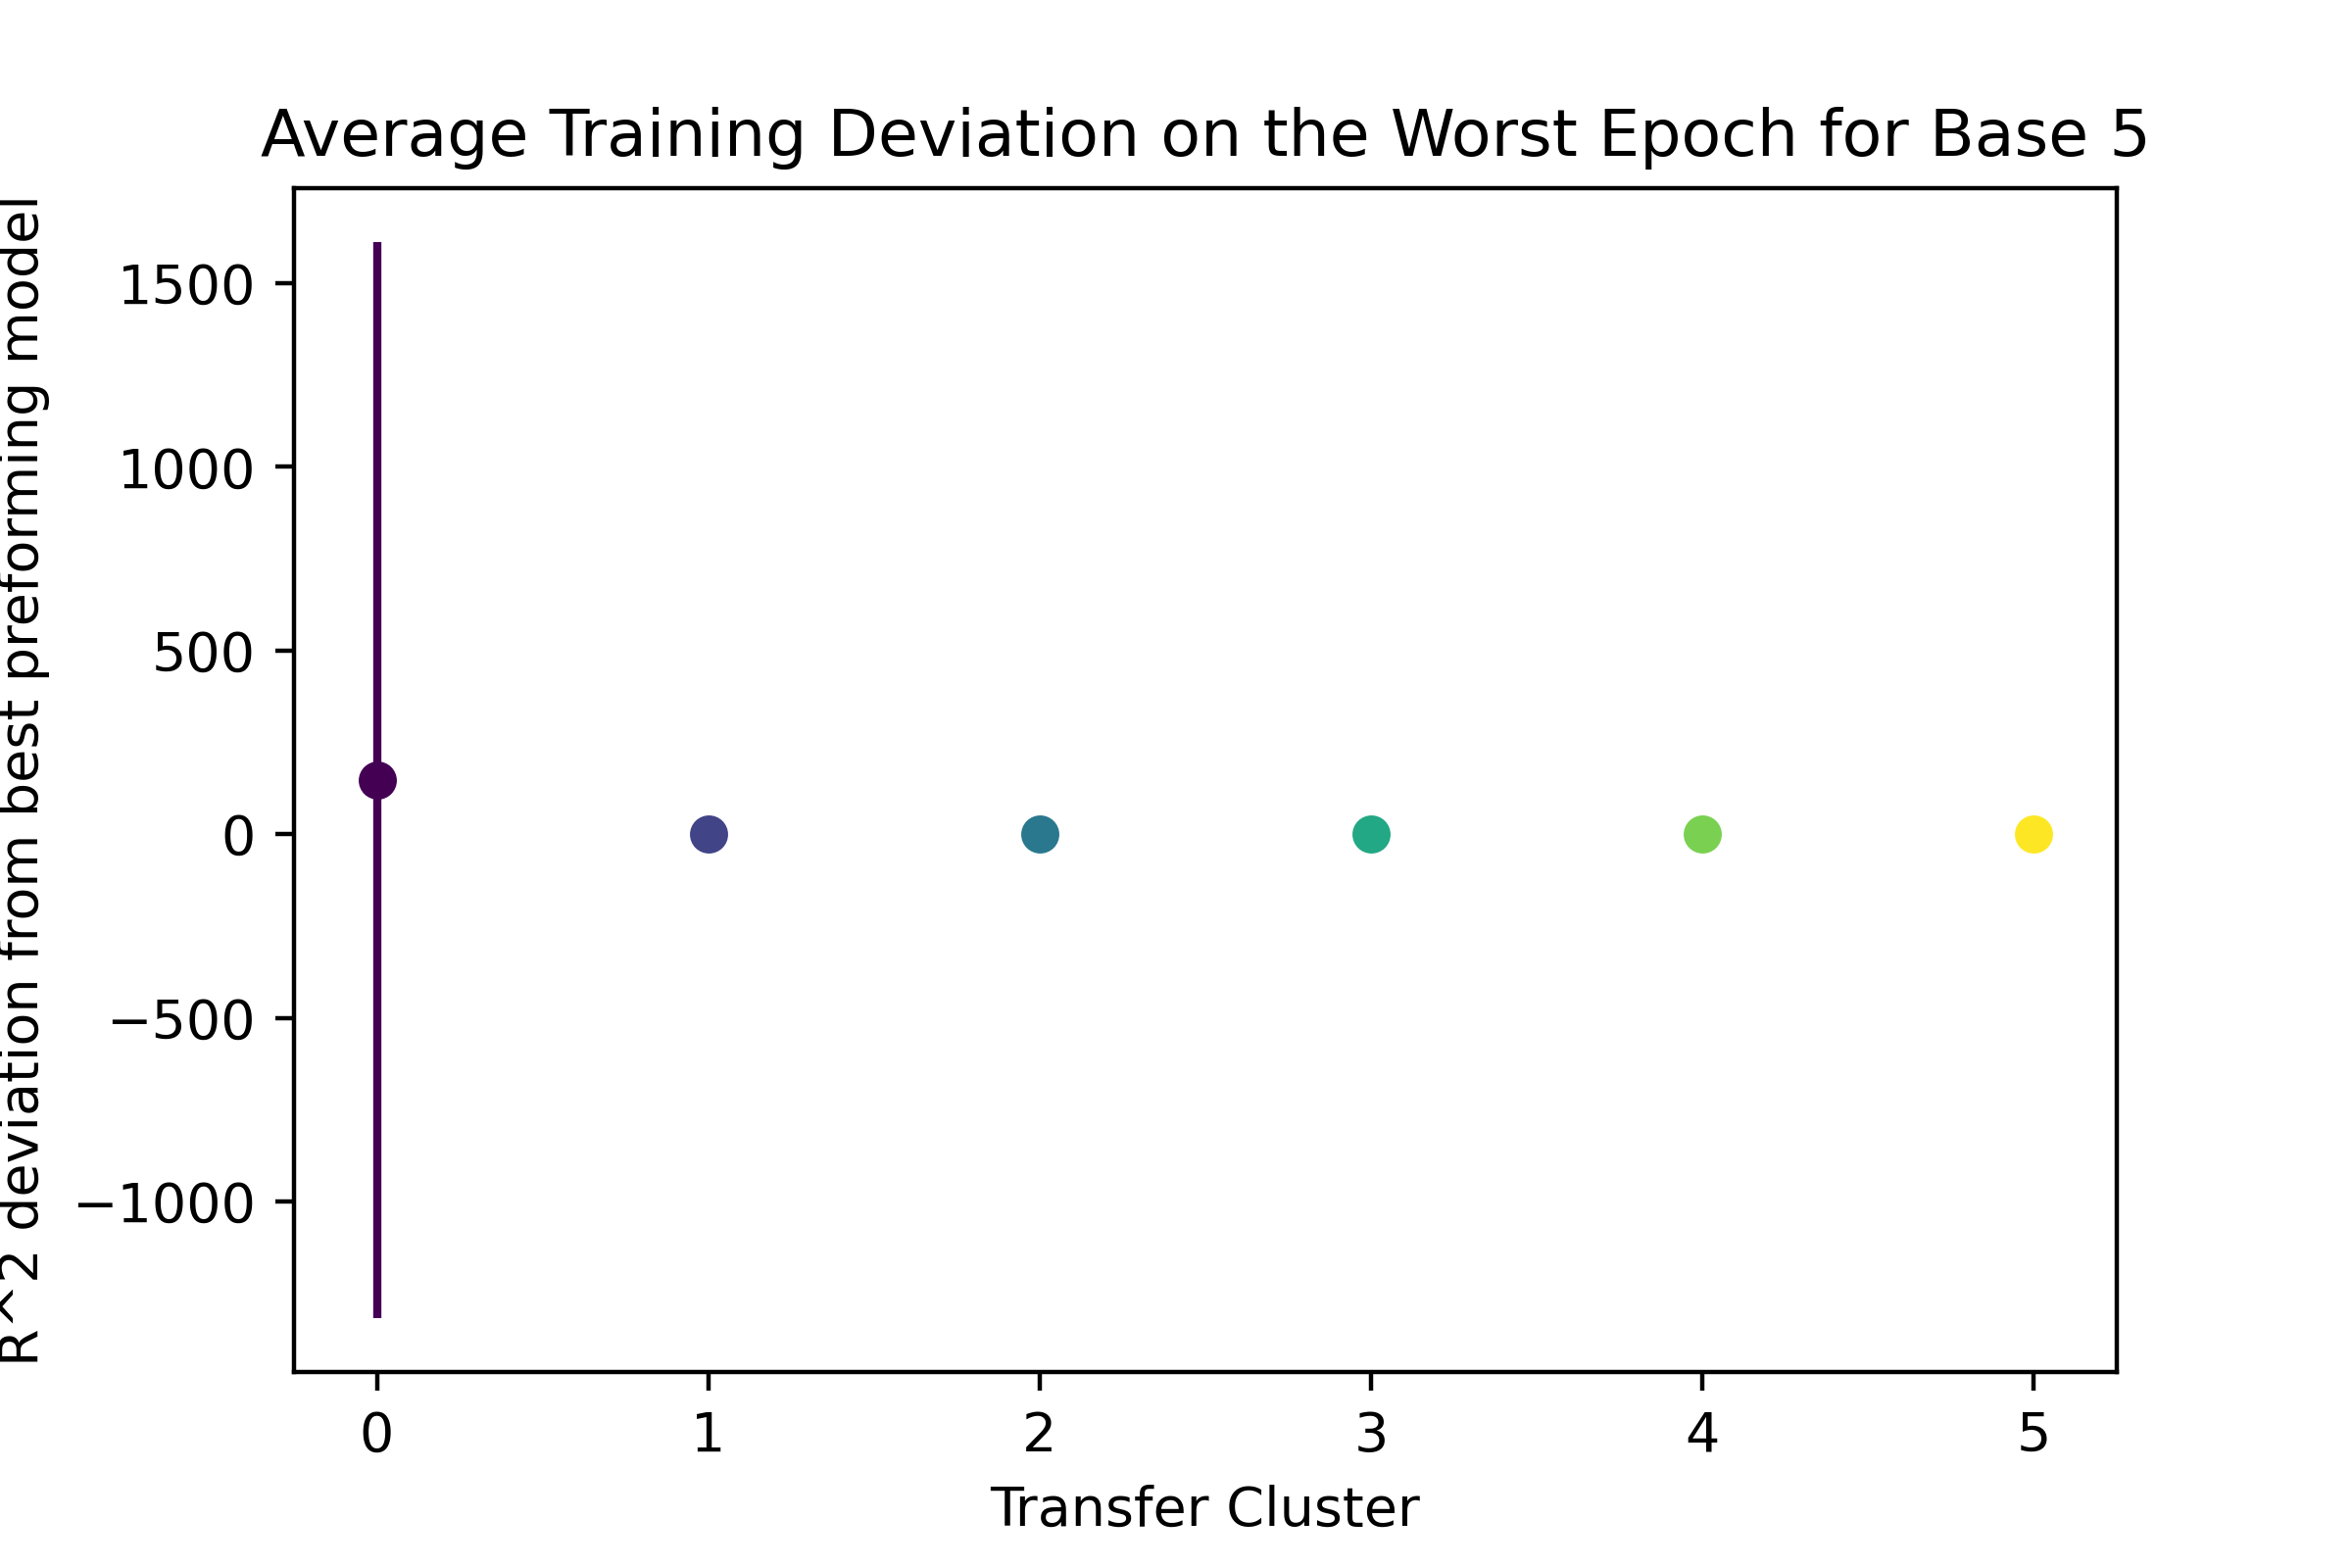 Average Training Deviation on the Worst Epoch for Base 5
R^2 deviation from best preforming model
1500
1000
500
0
−500
−1000
0 1 2 3 4 5
Transfer Cluster